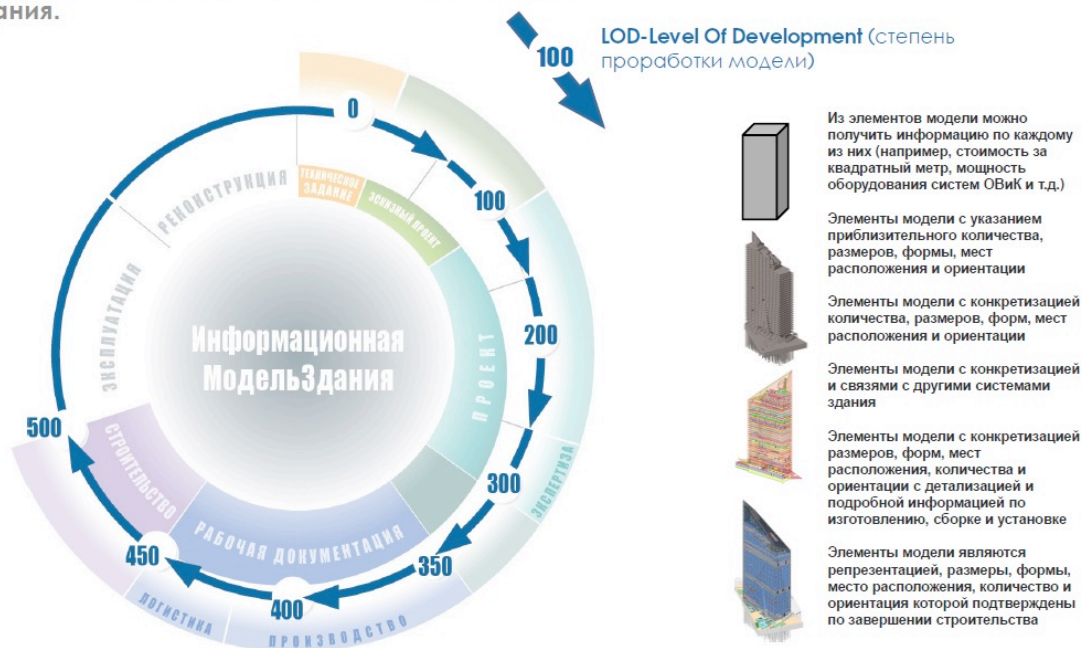 ания.
LOD-Level Of Development (степень
проработки модели)
100
0
100
200
300
350
400
450
500
ТЕХНИЧЕСКОЕ
ЗАДАНИЕ
ЭСКИЗНЫЙ ПРОЕКТ
ПРОЕКТ
ЭКСПЕРТИЗА
РАБОЧАЯ ДОКУМЕНТАЦИЯ
ПРОИЗВОДСТВО
ЛОГИСТИКА
СТРОИТЕЛЬСТВО
ЭКСПЛУАТАЦИЯ
РЕКОНСТРУКЦИЯ
Информационная
МодельЗдания
Из элементов модели можно
получить информацию по каждому
из них (например, стоимость за
квадратный метр, мощность
оборудования систем ОВиК и т.д.)
Элементы модели с указанием
приблизительного количества,
размеров, формы, мест
расположения и ориентации
Элементы модели с конкретизацией
количества, размеров, форм, мест
расположения и ориентации
Элементы модели с конкретизацией
и связями с другими системами
здания
Элементы модели с конкретизацией
размеров, форм, мест
расположения, количества и
ориентации с детализацией и
подробной информацией по
изготовлению, сборке и установке
Элементы модели являются
репрезентацией, размеры, формы,
место расположения, количество и
ориентация которой подтверждены
по завершении строительства